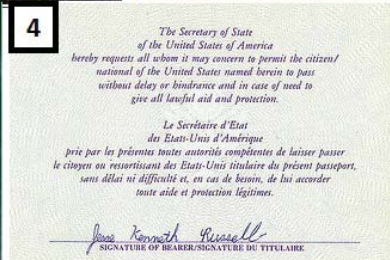 4
The Secretary of State
of the United States of America
hereby requests all whom it may concern to permit the citizen/
national of the United States named herein to pass
without delay or hindrance and in case of need to
give all lawful aid and protection.
Le Secrétaire d'Etat
des Etats-Unis d'Amérique
prie par les présentes toutes autorités compétentes de laisser passer
le citoyen ou ressortissant des Etats-Unis titulaire du présent passeport,
sans délai ni difficulté et, en cas de besoin, de lui accorder
toute aide et protection légitimes.
Jesse Kenneth Russell
SIGNATURE OF BEARER/SIGNATURE DU TITULAIRE